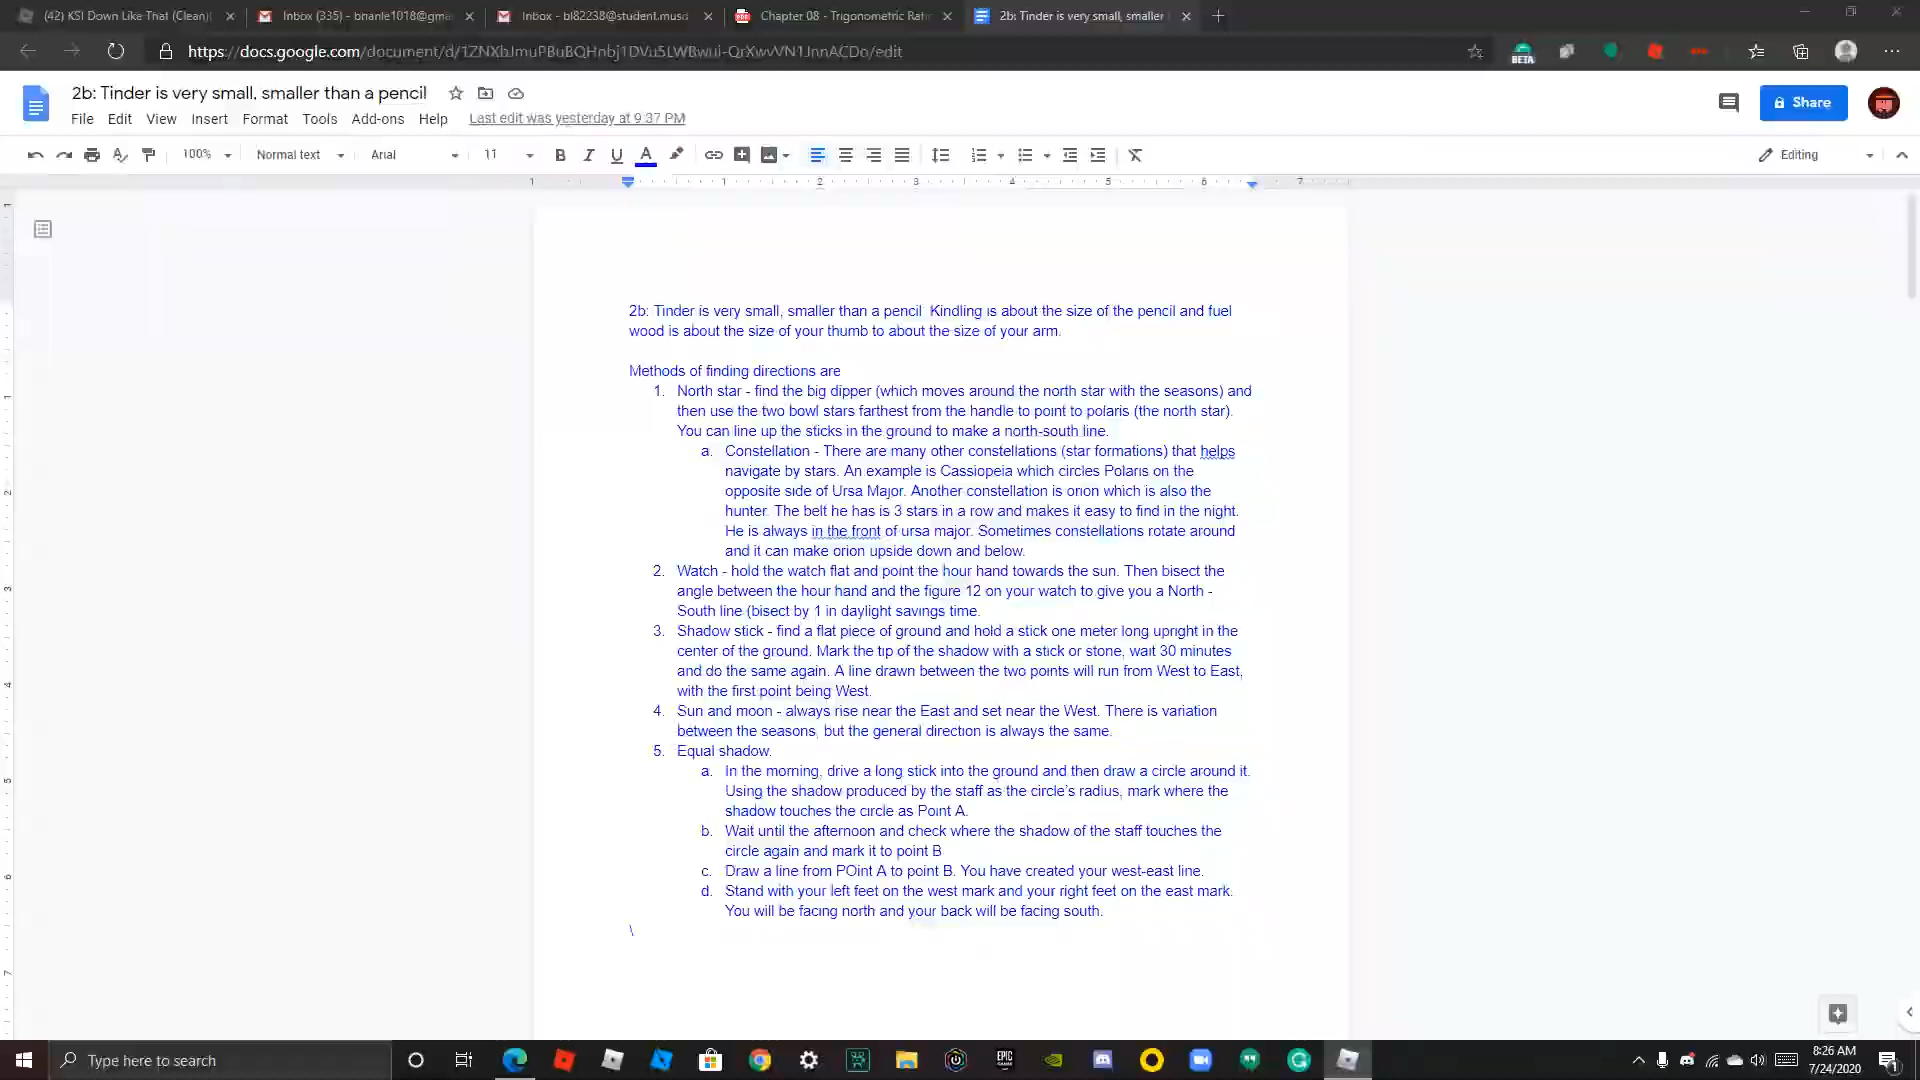 (42) KSI Down Like That (Clean)
Inbox (335) - bhanle1018@gma
Inbox - bl82238@student.musd
Chapter 08 - Trigonometric Rati
2b: Tinder is very small, smaller
https://docs.google.com/document/d/
/edit
BETA
2b: Tinder is very small, smaller than a pencil
Share
File Edit View Insert Format Tools Add-ons Help Last edit was yesterday at 9:37 PM
100% Normal text Arial 11 B I U A Editing
1 1 2 3 4 5 6 7
2b: Tinder is very small, smaller than a pencil Kindling is about the size of the pencil and fuel
wood is about the size of your thumb to about the size of your arm.
Methods of finding directions are
1. North star - find the big dipper (which moves around the north star with the seasons) and
then use the two bowl stars farthest from the handle to point to polaris (the north star).
You can line up the sticks in the ground to make a north-south line.
a. Constellation - There are many other constellations (star formations) that helps
navigate by stars. An example is Cassiopeia which circles Polaris on the
opposite side of Ursa Major. Another constellation is orion which is also the
hunter. The belt he has is 3 stars in a row and makes it easy to find in the night.
He is always in the front of ursa major. Sometimes constellations rotate around
and it can make orion upside down and below.
2. Watch - hold the watch flat and point the hour hand towards the sun. Then bisect the
angle between the hour hand and the figure 12 on your watch to give you a North -
South line (bisect by 1 in daylight savings time.
3. Shadow stick - find a flat piece of ground and hold a stick one meter long upright in the
center of the ground. Mark the tip of the shadow with a stick or stone, wait 30 minutes
and do the same again. A line drawn between the two points will run from West to East,
with the first point being West.
4. Sun and moon - always rise near the East and set near the West. There is variation
between the seasons, but the general direction is always the same.
5. Equal shadow.
a. In the morning, drive a long stick into the ground and then draw a circle around it.
Using the shadow produced by the staff as the circle's radius, mark where the
shadow touches the circle as Point A.
b. Wait until the afternoon and check where the shadow of the staff touches the
circle again and mark it to point B
c. Draw a line from POint A to point B. You have created your west-east line.
d. Stand with your left feet on the west mark and your right feet on the east mark.
You will be facing north and your back will be facing south.
\
Type here to search
EPIC
8:26 AM
7/24/2020